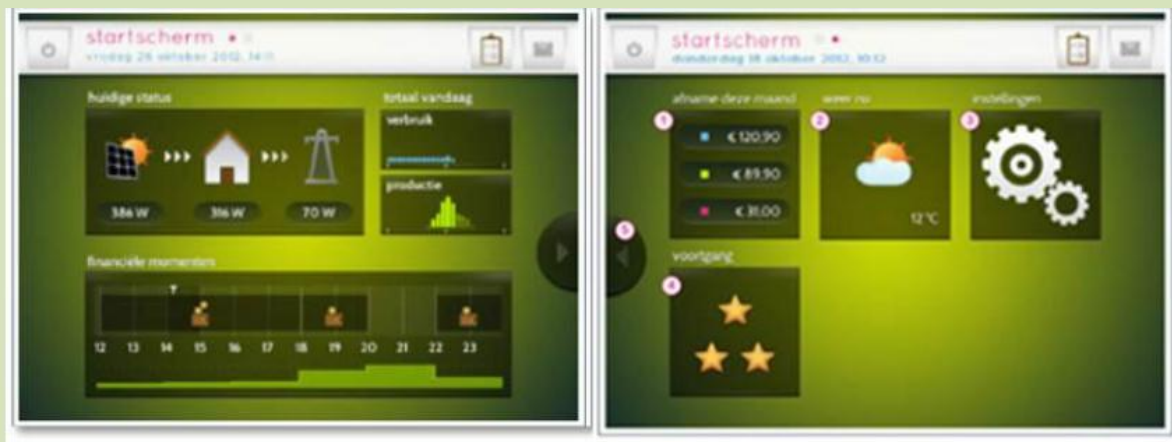 startscherm
vrijdag 26 oktober 2012, 14:11
huidige status
totaal vandaag
verbruik
386 W
316 W
70 W
productie
financiële momenten
12 13 14 15 16 17 18 19 20 21 22 23
startscherm
donderdag 18 oktober 2012, 10:12
afname deze maand
weer nu
instellingen
1
2
3
€ 120,90
€ 89,90
€ 31,00
12 °C
5
voortgang
4